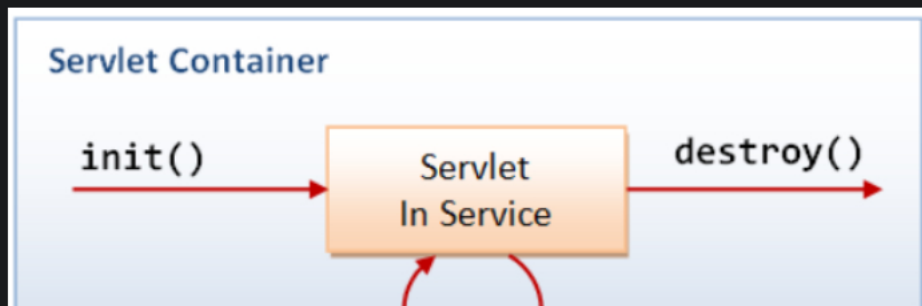 Servlet Container
init()
destroy()
Servlet
In Service